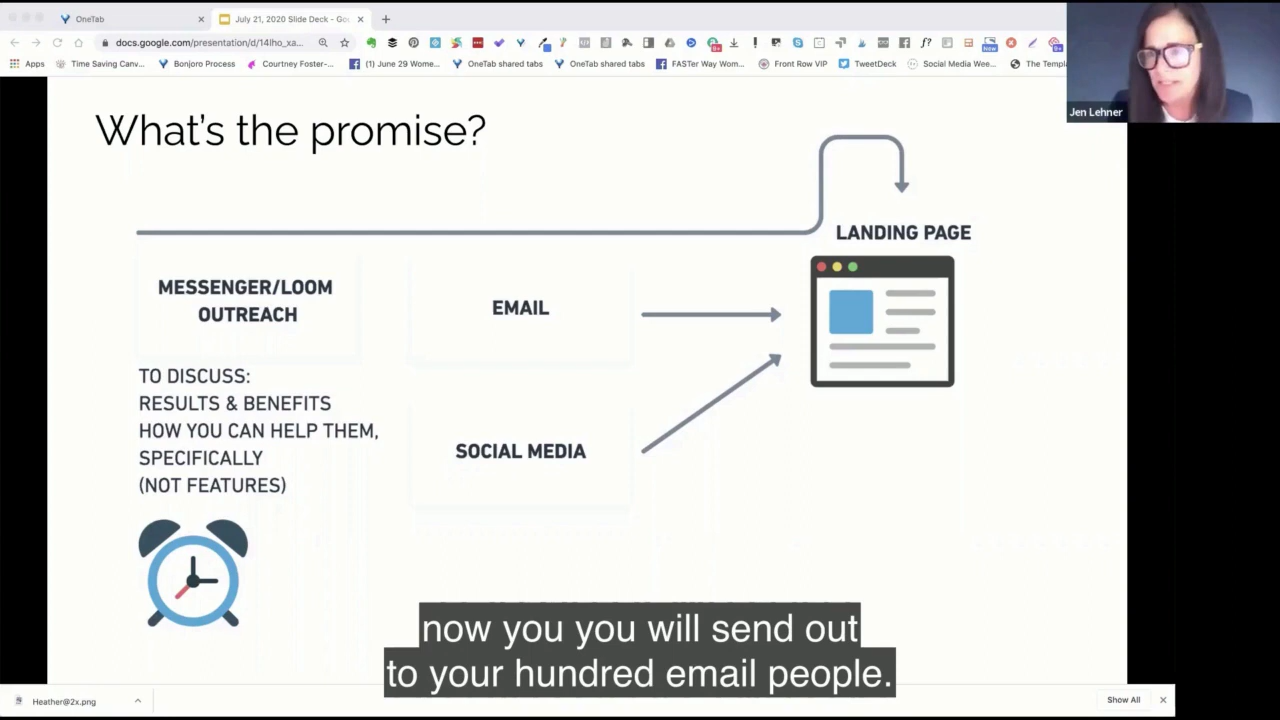 OneTab
July 21, 2020 Slide Deck - Go
docs.google.com/presentation/d/14lho_xa...
Apps
Time Saving Canv...
Bonjoro Process
Courtney Foster-...
(1) June 29 Wome...
OneTab shared tabs
OneTab shared tabs
FASTer Way Wom...
Front Row VIP
TweetDeck
Social Media Wee...
The Templ
Jen Lehner
What's the promise?
LANDING PAGE
MESSENGER/LOOM
OUTREACH
EMAIL
TO DISCUSS:
RESULTS & BENEFITS
HOW YOU CAN HELP THEM,
SPECIFICALLY
(NOT FEATURES)
SOCIAL MEDIA
now you you will send out
to your hundred email people.
Heather@2x.png
Show All